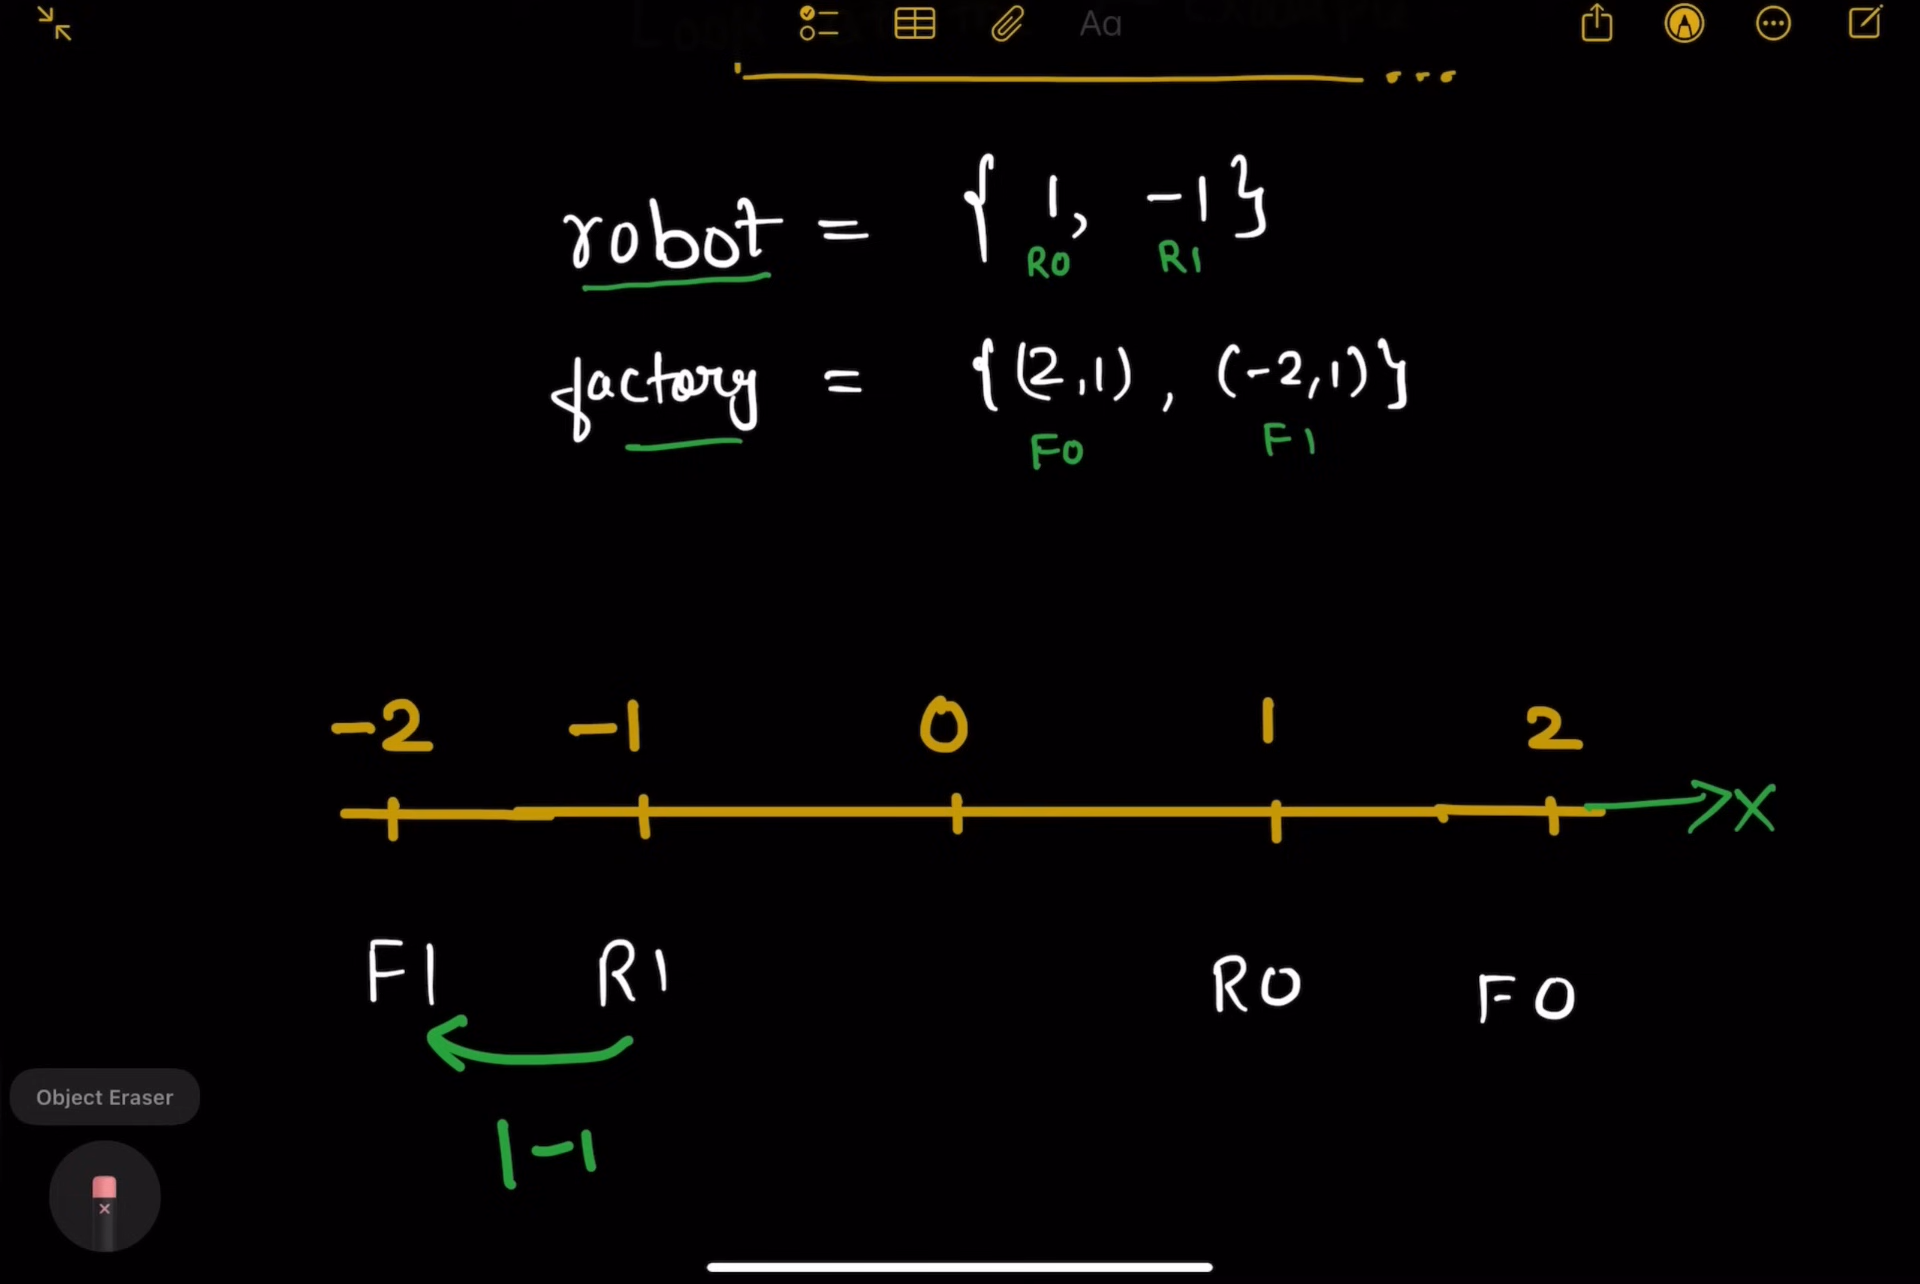 Aa
robot = { 1, -1}
R0 R1
factory = {(2,1) , (-2,1)}
F0 F1
-2 -1 0 1 2
X
F1 R1 R0 F0
Object Eraser
|-1